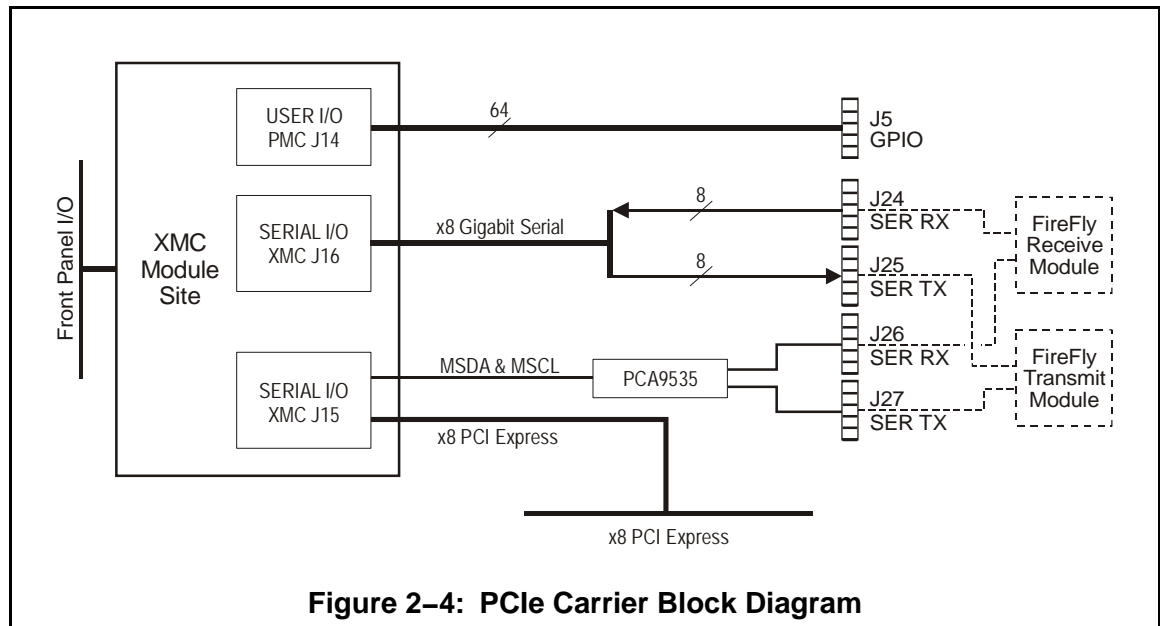 Front Panel I/O
XMC
Module
Site
USER I/O
PMC J14
SERIAL I/O
XMC J16
SERIAL I/O
XMC J15
64
x8 Gigabit Serial
8
8
MSDA & MSCL
PCA9535
x8 PCI Express
x8 PCI Express
J5
GPIO
J24
SER RX
J25
SER TX
J26
SER RX
J27
SER TX
FireFly
Receive
Module
FireFly
Transmit
Module
Figure 2−4: PCIe Carrier Block Diagram